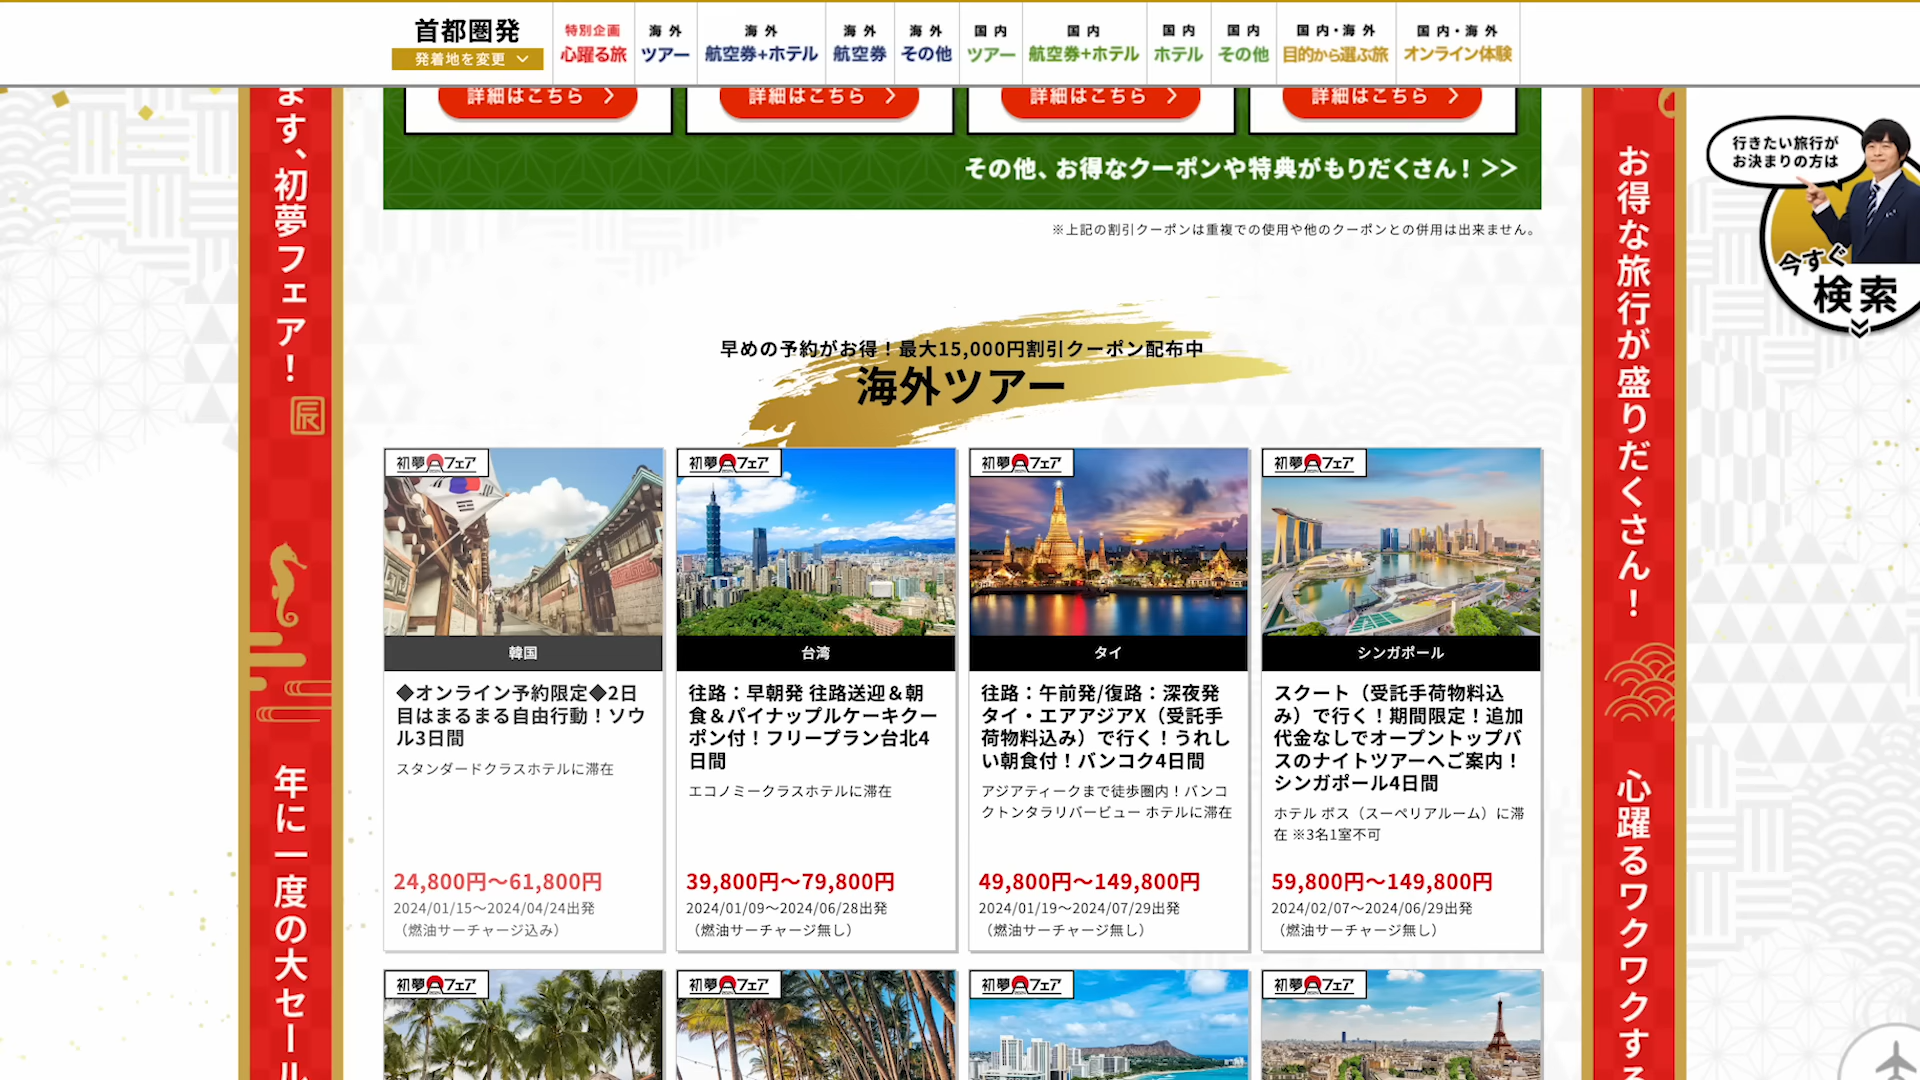 首都圏発
発着地を変更
特別企画
心躍る旅
海外
ツアー
海外
航空券+ホテル
海外
航空券
海外
その他
国内
ツアー
国内
航空券+ホテル
国内
ホテル
国内
その他
国内・海外
目的から選ぶ旅
国内・海外
オンライン体験
詳細はこちら
詳細はこちら
詳細はこちら
詳細はこちら
その他、お得なクーポンや特典がもりだくさん！>>
※上記の割引クーポンは重複での使用や他のクーポンとの併用は出来ません。
ます、初夢フェア！
辰
年に一度の大セール
お得な旅行が盛りだくさん！
心躍るワクワクする
行きたい旅行が
お決まりの方は
今すぐ
検索
早めの予約がお得！最大15,000円割引クーポン配布中
海外ツアー
初夢フェア
韓国
◆オンライン予約限定◆2日
目はまるまる自由行動！ソウ
ル3日間
スタンダードクラスホテルに滞在
24,800円～61,800円
2024/01/15～2024/04/24出発
（燃油サーチャージ込み）
初夢フェア
台湾
往路：早朝発 往路送迎＆朝
食＆パイナップルケーキクー
ポン付！フリープラン台北4
日間
エコノミークラスホテルに滞在
39,800円～79,800円
2024/01/09～2024/06/28出発
（燃油サーチャージ無し）
初夢フェア
タイ
往路：午前発/復路：深夜発
タイ・エアアジアX（受託手
荷物料込み）で行く！うれし
い朝食付！バンコク4日間
アジアティークまで徒歩圏内！バンコ
クトンタラリバービュー ホテルに滞在
49,800円～149,800円
2024/01/19～2024/07/29出発
（燃油サーチャージ無し）
初夢フェア
シンガポール
スクート（受託手荷物料込
み）で行く！期間限定！追加
代金なしでオープントップバ
スのナイトツアーへご案内！
シンガポール4日間
ホテル ボス（スーペリアルーム）に滞
在 ※3名1室不可
59,800円～149,800円
2024/02/07～2024/06/29出発
（燃油サーチャージ無し）
初夢フェア
初夢フェア
初夢フェア
初夢フェア